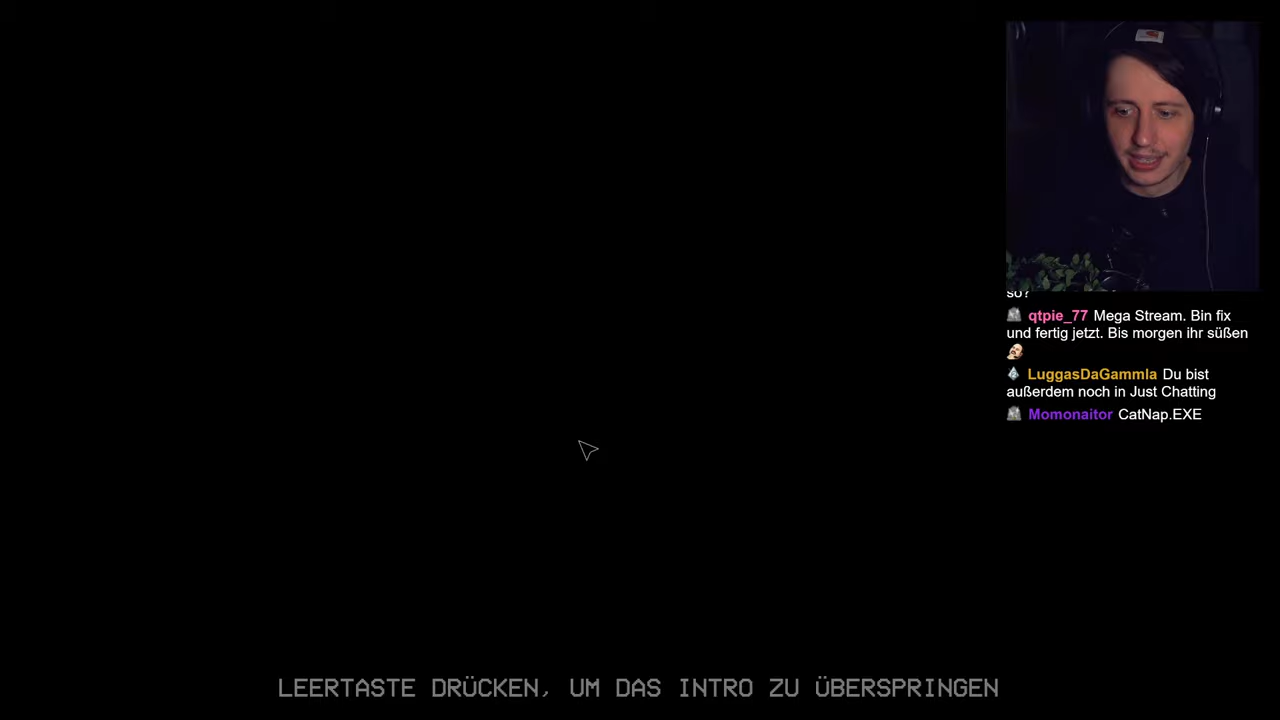 so?
qtpie_77 Mega Stream. Bin fix
und fertig jetzt. Bis morgen ihr süßen
LuggasDaGammla Du bist
außerdem noch in Just Chatting
Momonaitor CatNap.EXE
LEERTASTE DRÜCKEN, UM DAS INTRO ZU ÜBERSPRINGEN